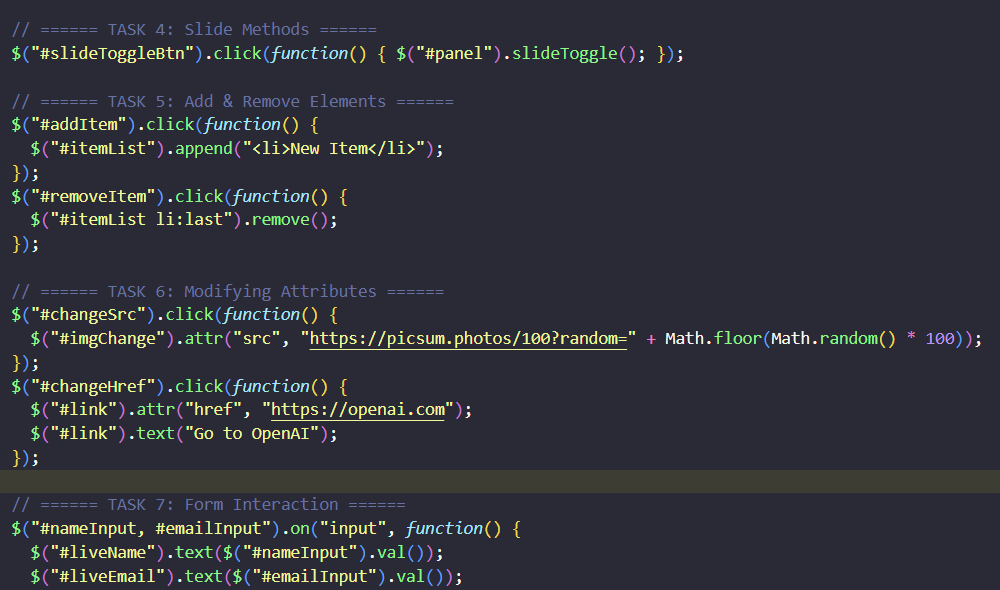 // ====== TASK 4: Slide Methods ======
$("#slideToggleBtn").click(function() { $("#panel").slideToggle(); });
// ====== TASK 5: Add & Remove Elements ======
$("#addItem").click(function() {
$("#itemList").append("<li>New Item</li>");
});
$("#removeItem").click(function() {
$("#itemList li:last").remove();
});
// ====== TASK 6: Modifying Attributes ======
$("#changeSrc").click(function() {
$("#imgChange").attr("src", "https://picsum.photos/100?random=" + Math.floor(Math.random() * 100));
});
$("#changeHref").click(function() {
$("#link").attr("href", "https://openai.com");
$("#link").text("Go to OpenAI");
});
// ====== TASK 7: Form Interaction ======
$("#nameInput, #emailInput").on("input", function() {
$("#liveName").text($("#nameInput").val());
$("#liveEmail").text($("#emailInput").val());